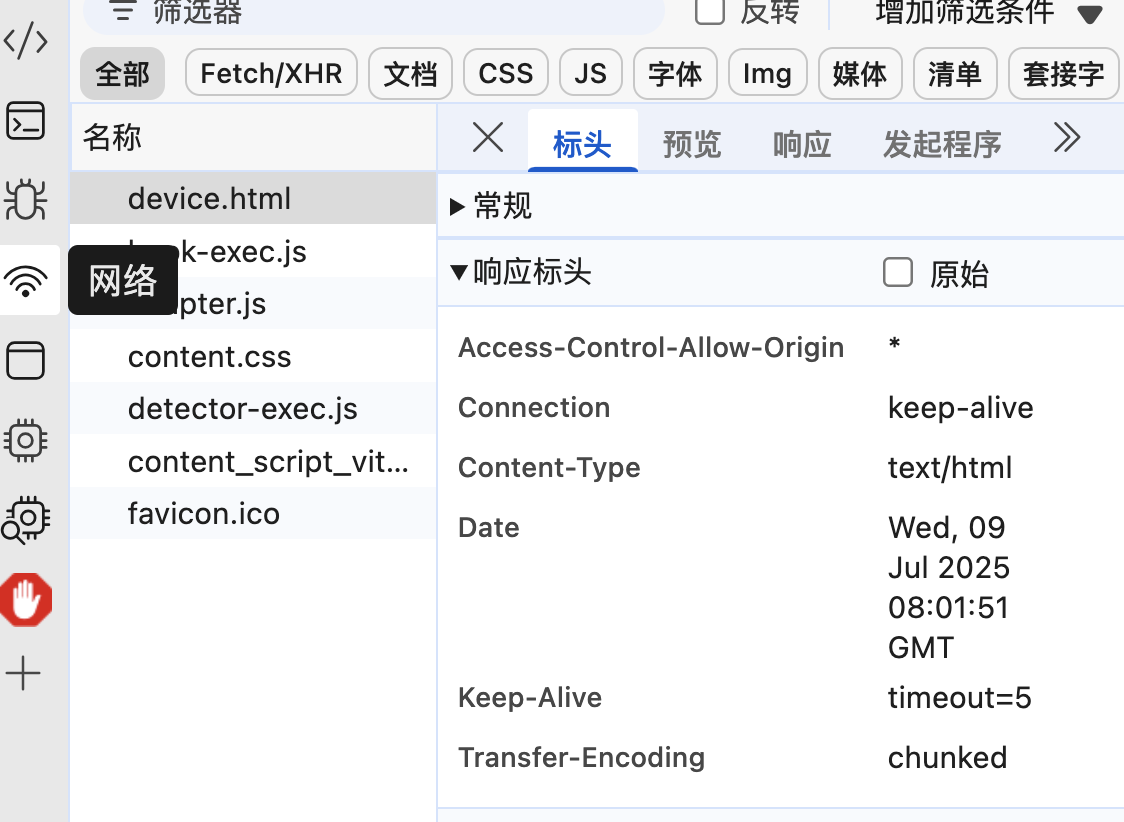 筛选器
反转
增加筛选条件
全部
Fetch/XHR
文档
CSS
JS
字体
Img
媒体
清单
套接字
名称
标头
预览
响应
发起程序
device.html
k-exec.js
网络
pter.js
content.css
detector-exec.js
content_script_vit...
favicon.ico
常规
响应标头
原始
Access-Control-Allow-Origin
*
Connection
keep-alive
Content-Type
text/html
Date
Wed, 09
Jul 2025
08:01:51
GMT
Keep-Alive
timeout=5
Transfer-Encoding
chunked